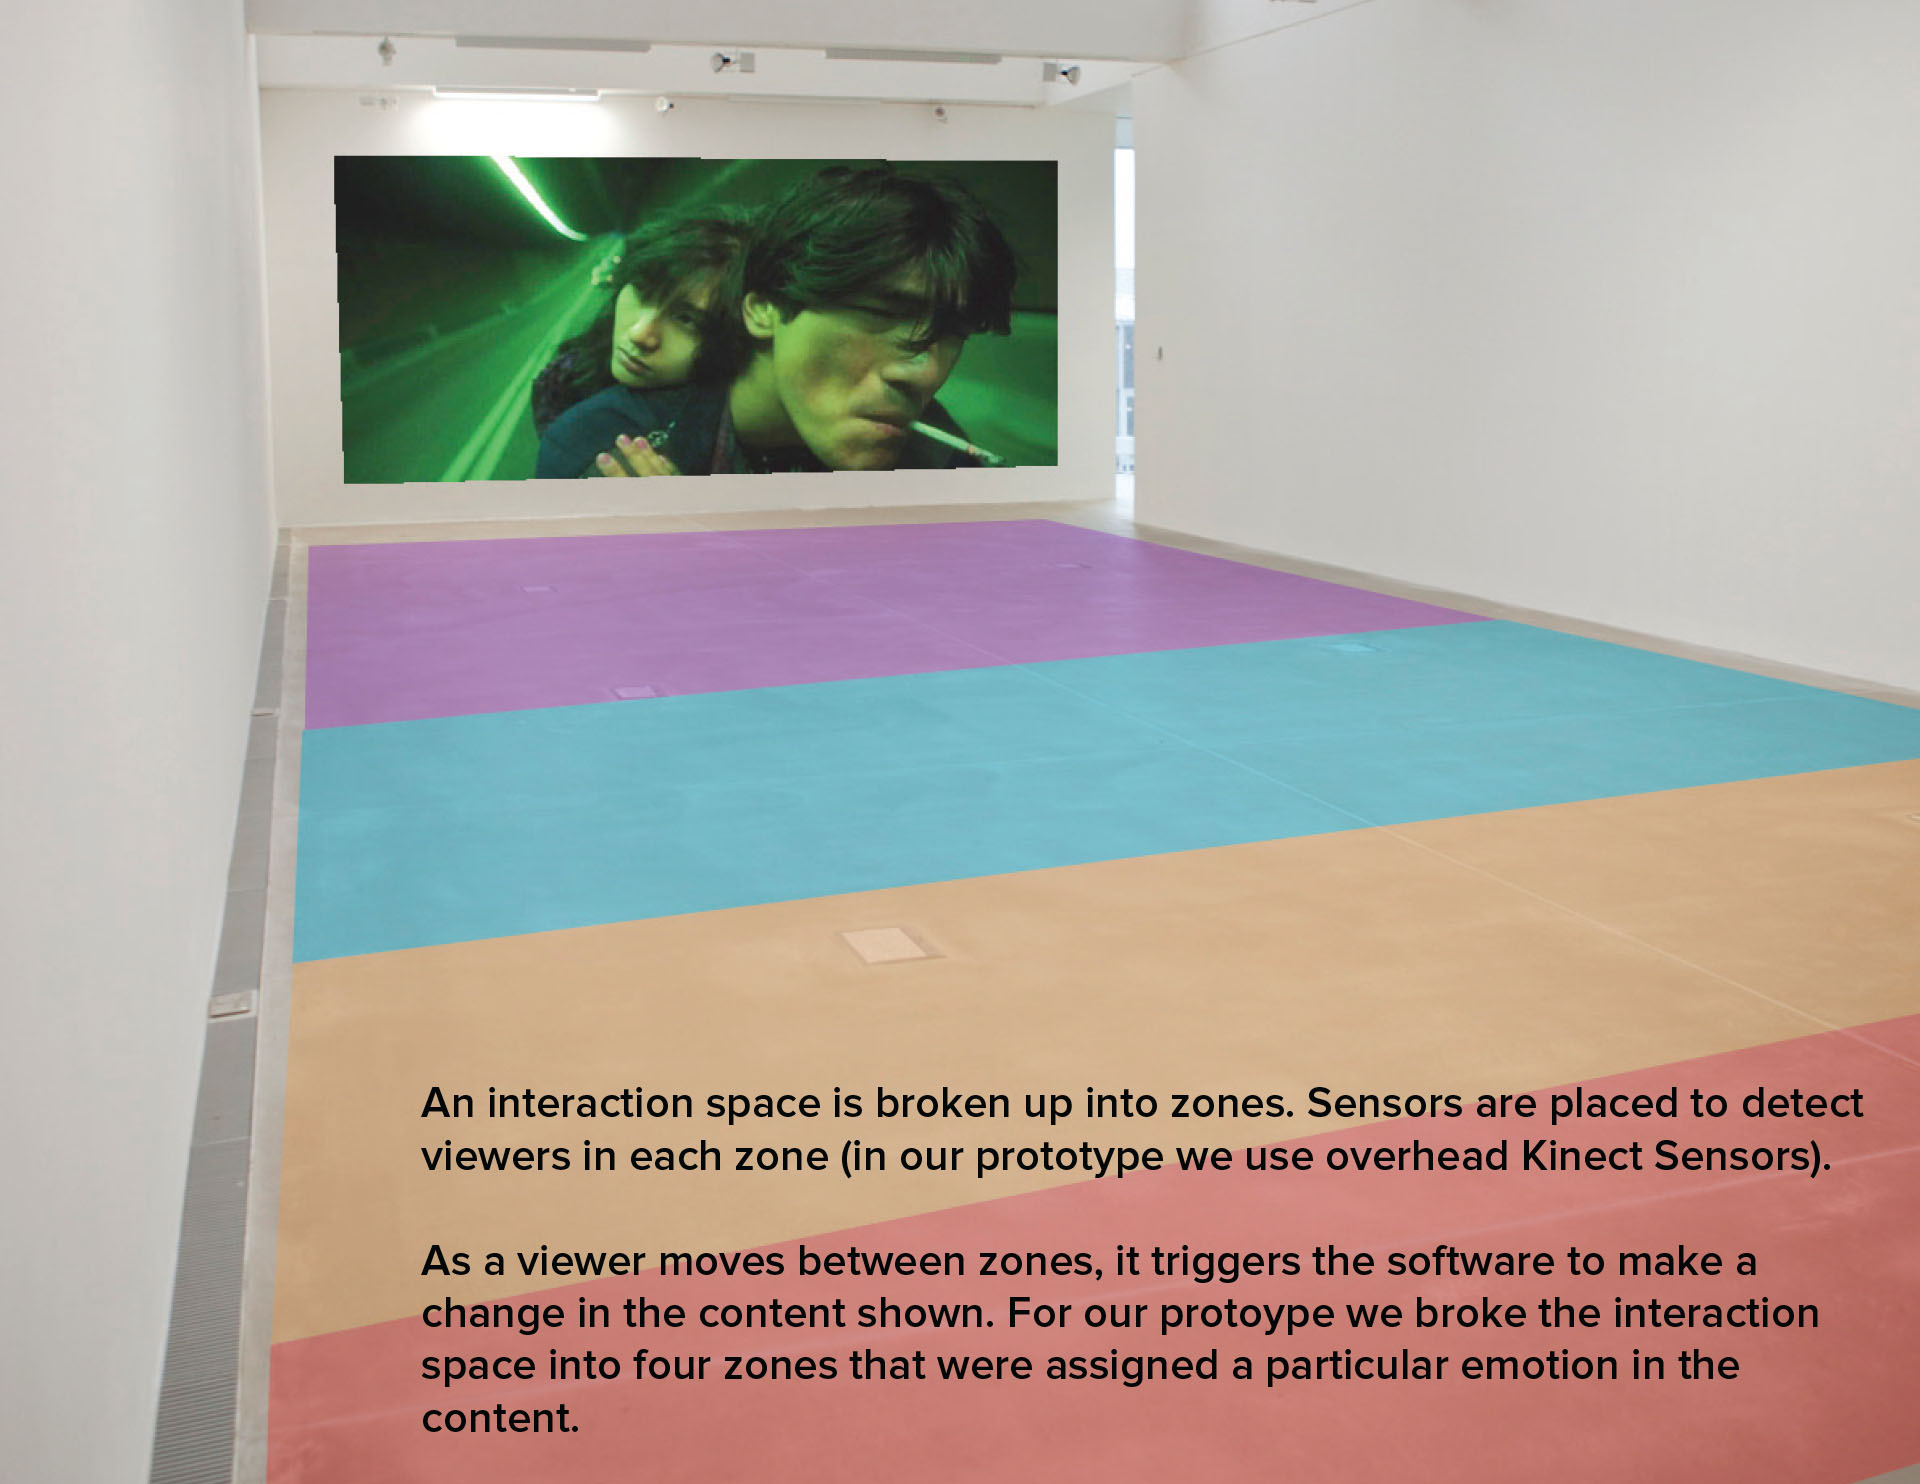 An interaction space is broken up into zones. Sensors are placed to detect
viewers in each zone (in our prototype we use overhead Kinect Sensors).
As a viewer moves between zones, it triggers the software to make a
change in the content shown. For our protoype we broke the interaction
space into four zones that were assigned a particular emotion in the
content.